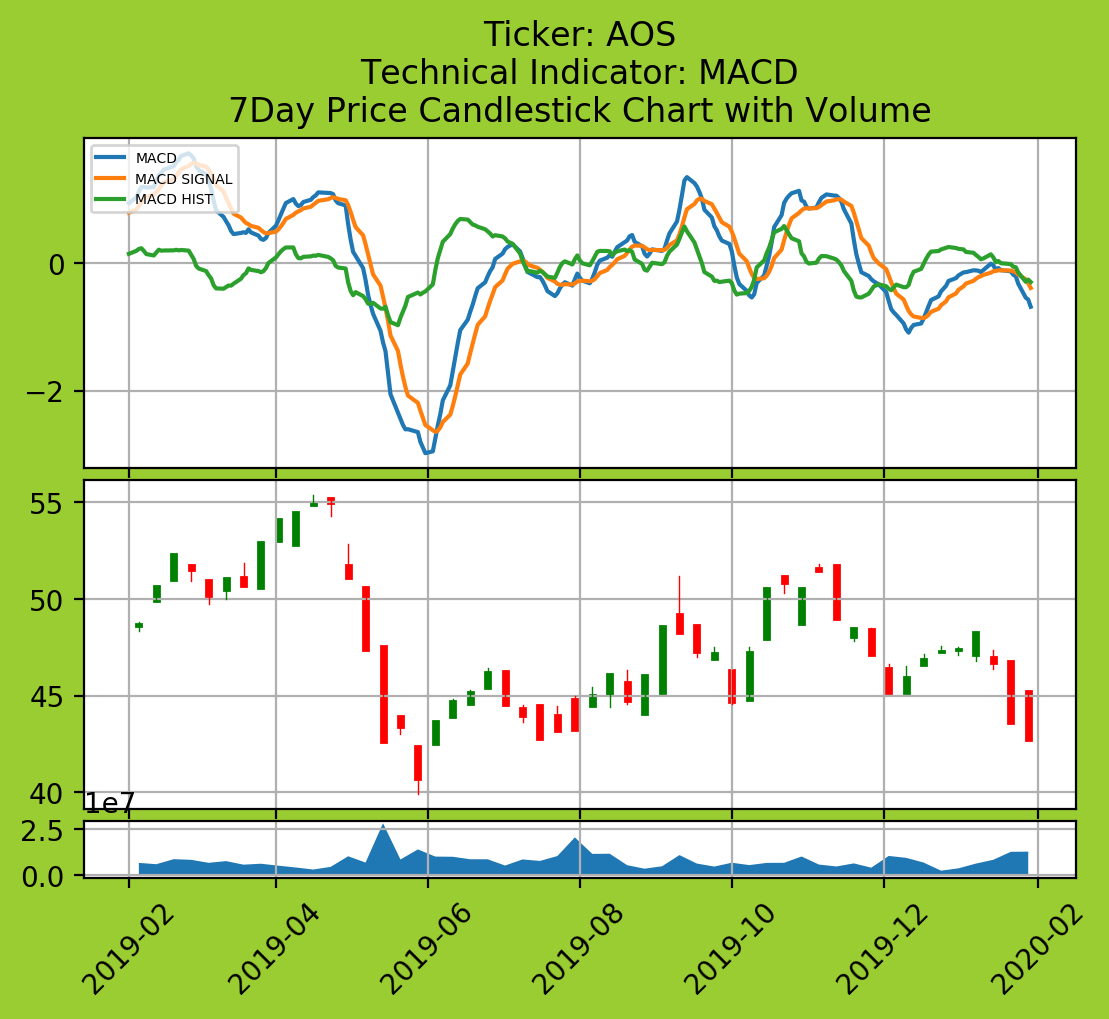 Ticker: AOS
Technical Indicator: MACD
7Day Price Candlestick Chart with Volume
MACD
MACD SIGNAL
MACD HIST
0
−2
55
50
45
40
1e7
2.5
0.0
2019-02
2019-04
2019-06
2019-08
2019-10
2019-12
2020-02